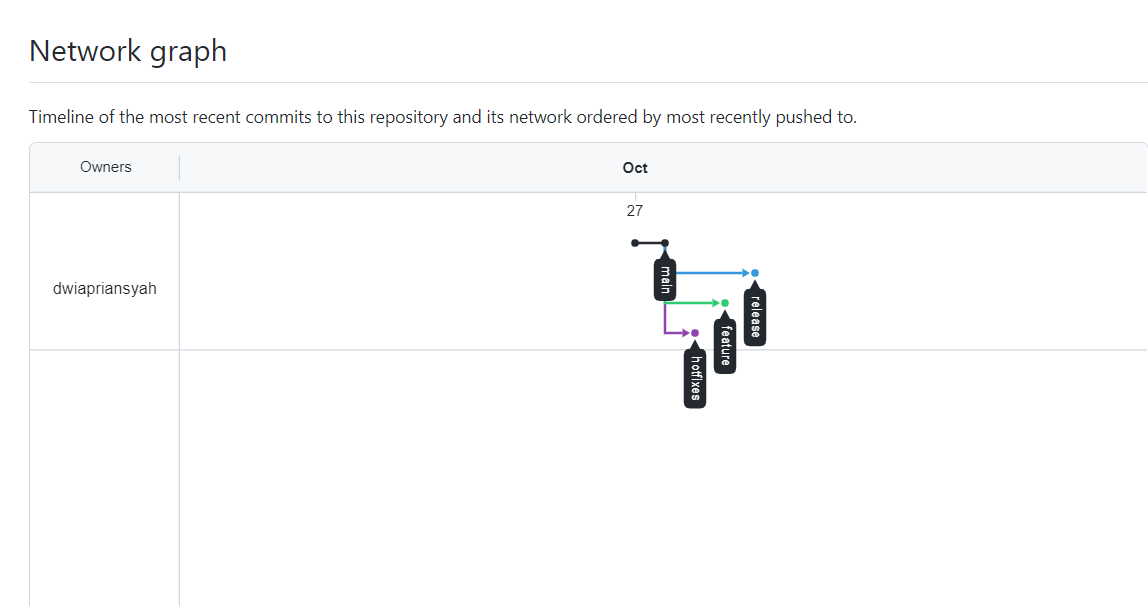 Network graph
Timeline of the most recent commits to this repository and its network ordered by most recently pushed to.
Owners
Oct
27
dwiapriansyah
main
release
feature
hotfixes